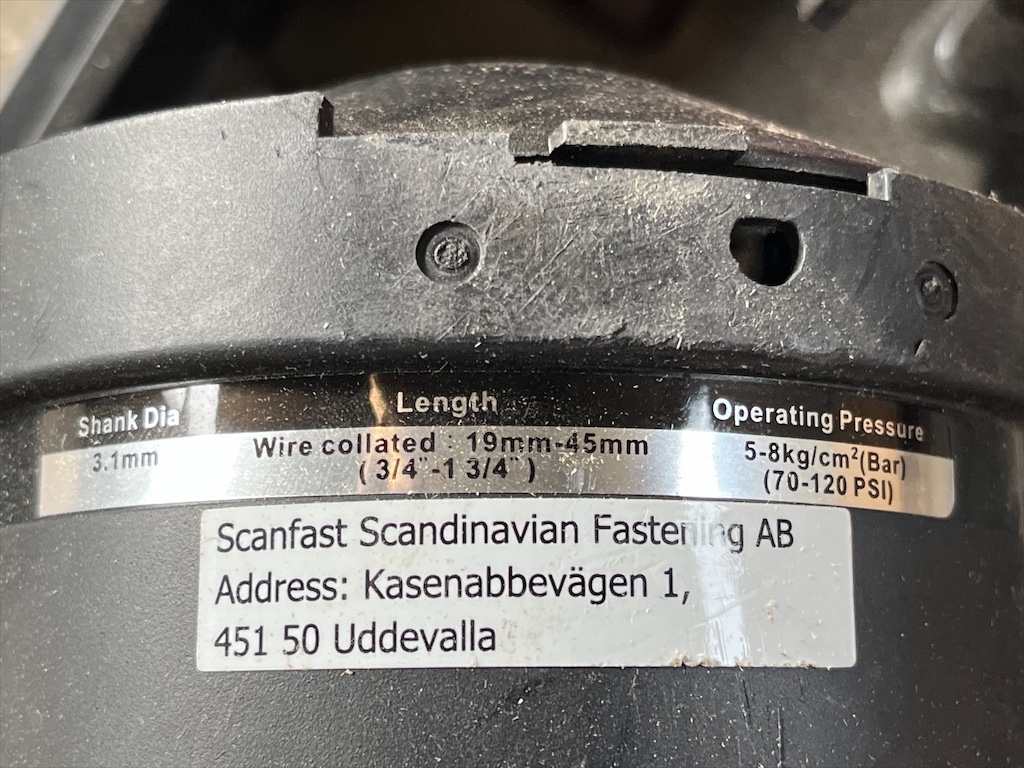 Shank Dia
3.1mm
Length
Wire collated : 19mm-45mm
( 3/4"-1 3/4" )
Operating Pressure
5-8kg/cm²(Bar)
(70-120 PSI)
Scanfast Scandinavian Fastening AB
Address: Kasenabbevägen 1,
451 50 Uddevalla